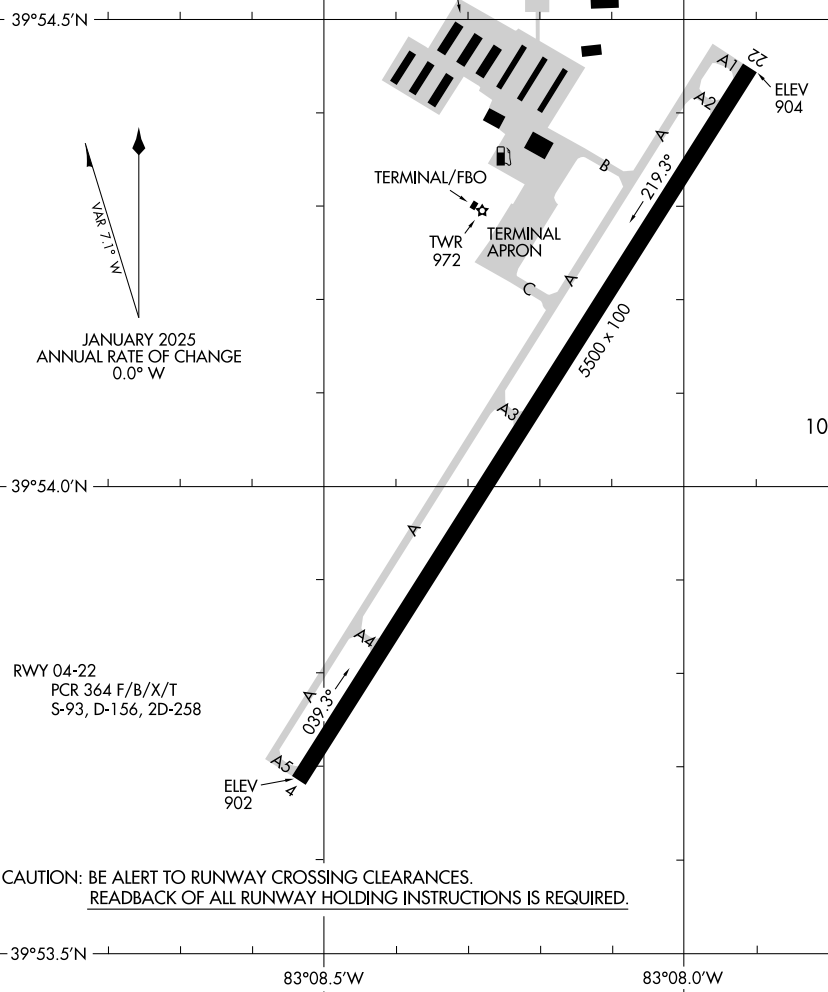 39°54.5'N
22
A1
ELEV
904
A2
A
B
219.3°
TERMINAL/FBO
VAR 7.1° W
TWR
972
TERMINAL
APRON
A
C
5500 x 100
JANUARY 2025
ANNUAL RATE OF CHANGE
0.0° W
A3
10
39°54.0'N
A
A4
RWY 04-22
PCR 364 F/B/X/T
S-93, D-156, 2D-258
A
039.3°
A5
ELEV
902
4
CAUTION: BE ALERT TO RUNWAY CROSSING CLEARANCES.
READBACK OF ALL RUNWAY HOLDING INSTRUCTIONS IS REQUIRED.
39°53.5'N
83°08.5'W
83°08.0'W